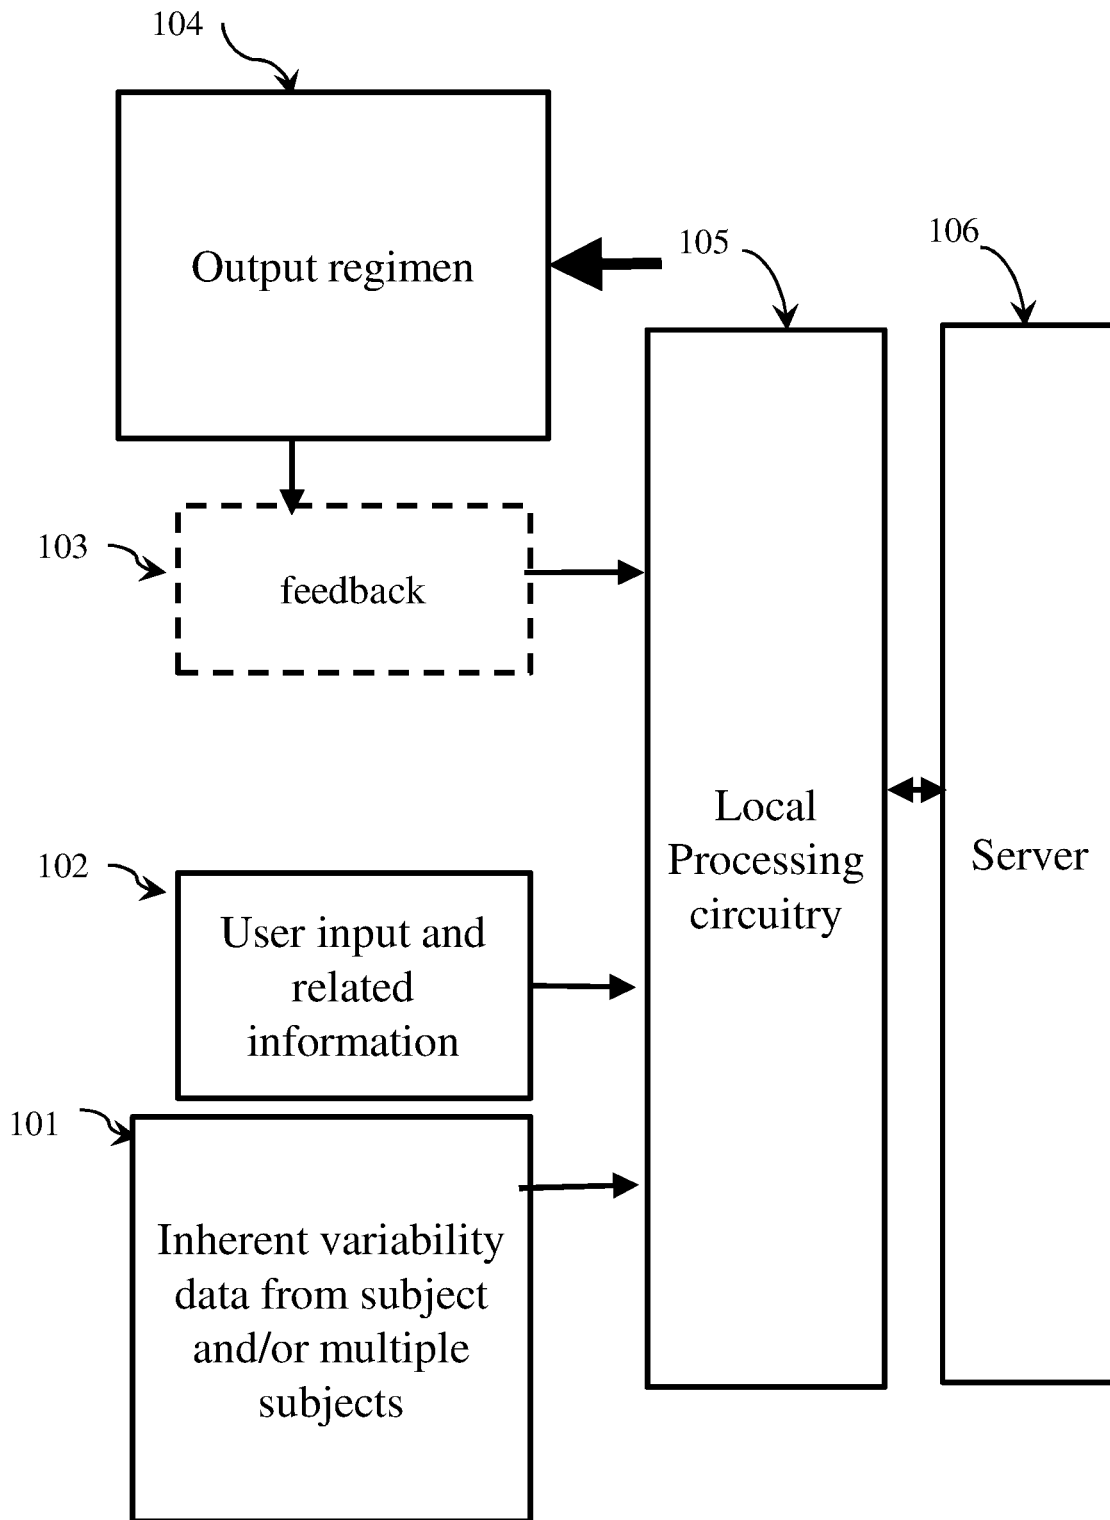 104
Output regimen
105
106
103
feedback
Local
Processing
circuitry
Server
102
User input and
related
information
101
Inherent variability
data from subject
and/or multiple
subjects